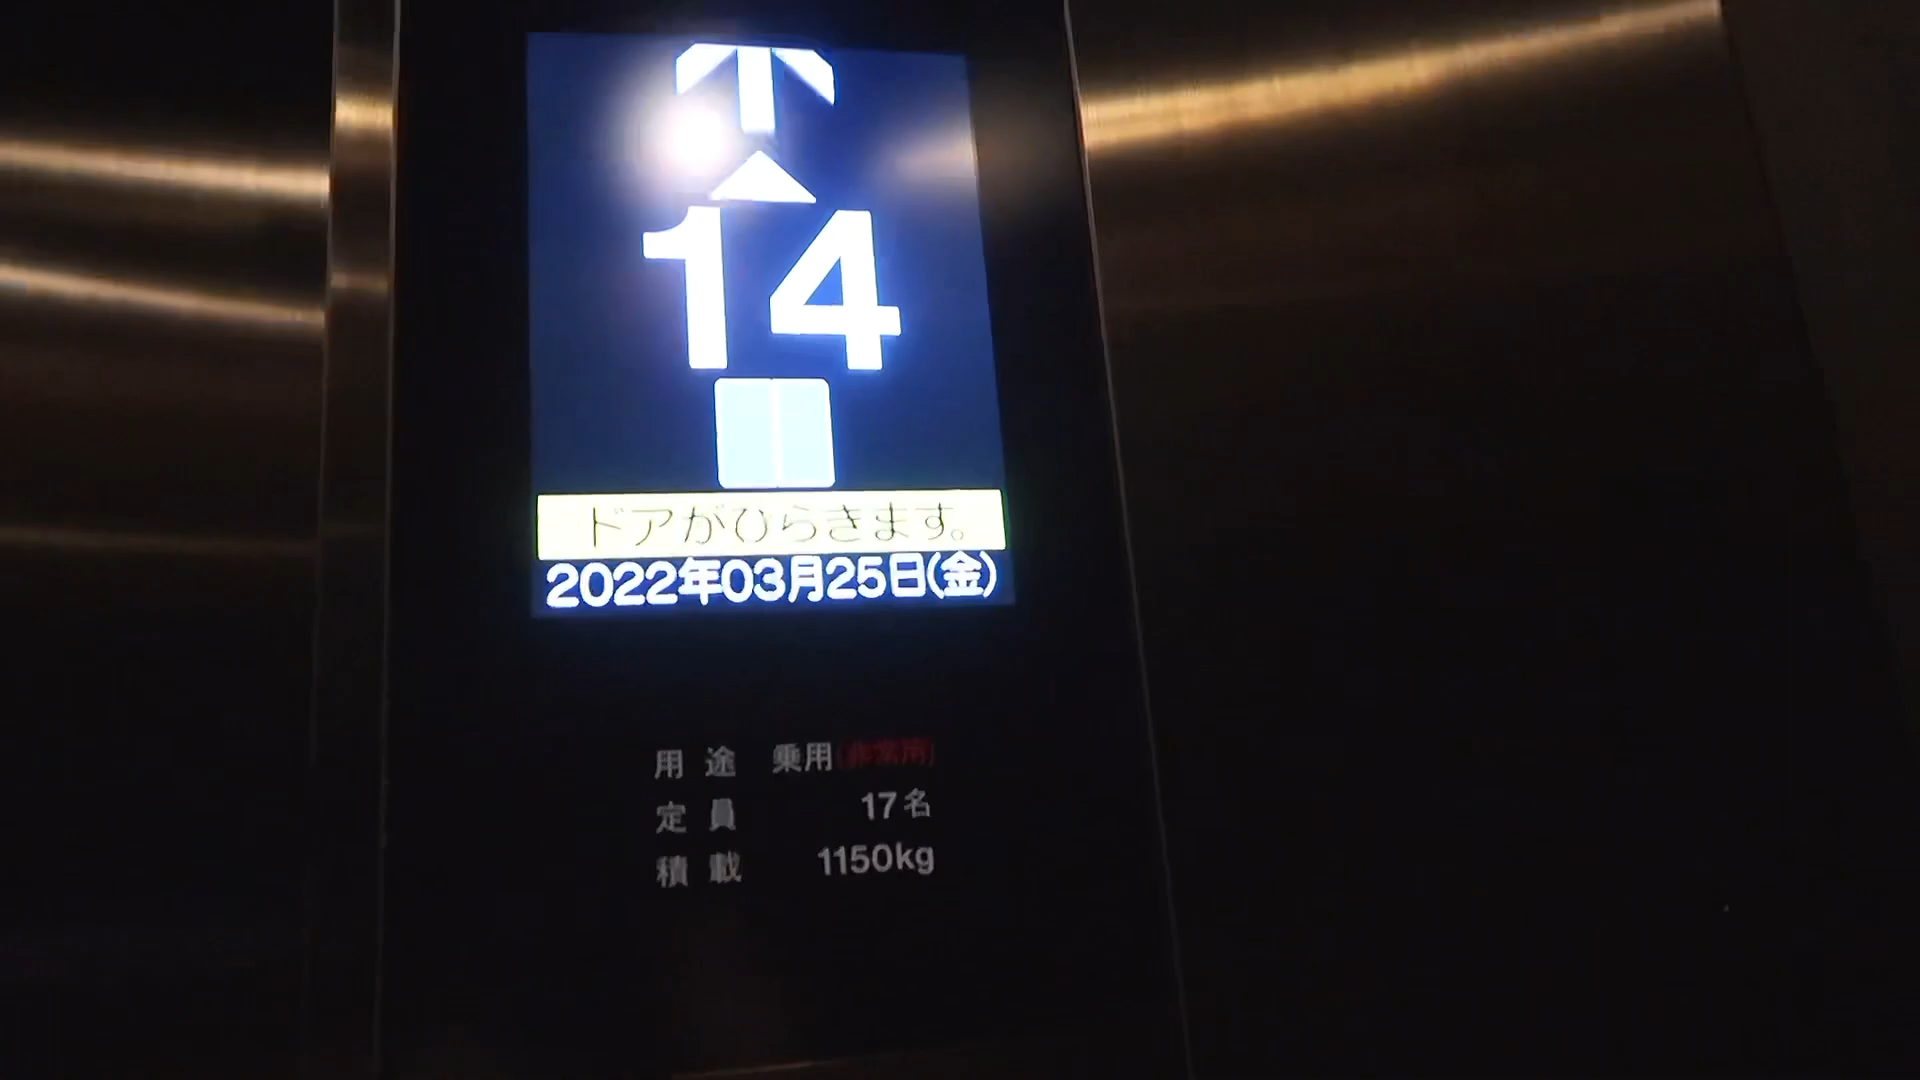 14
ドアがひらきます。
2022年03月25日(金)
用途 乗用(非常用)
定員 17名
積載 1150kg